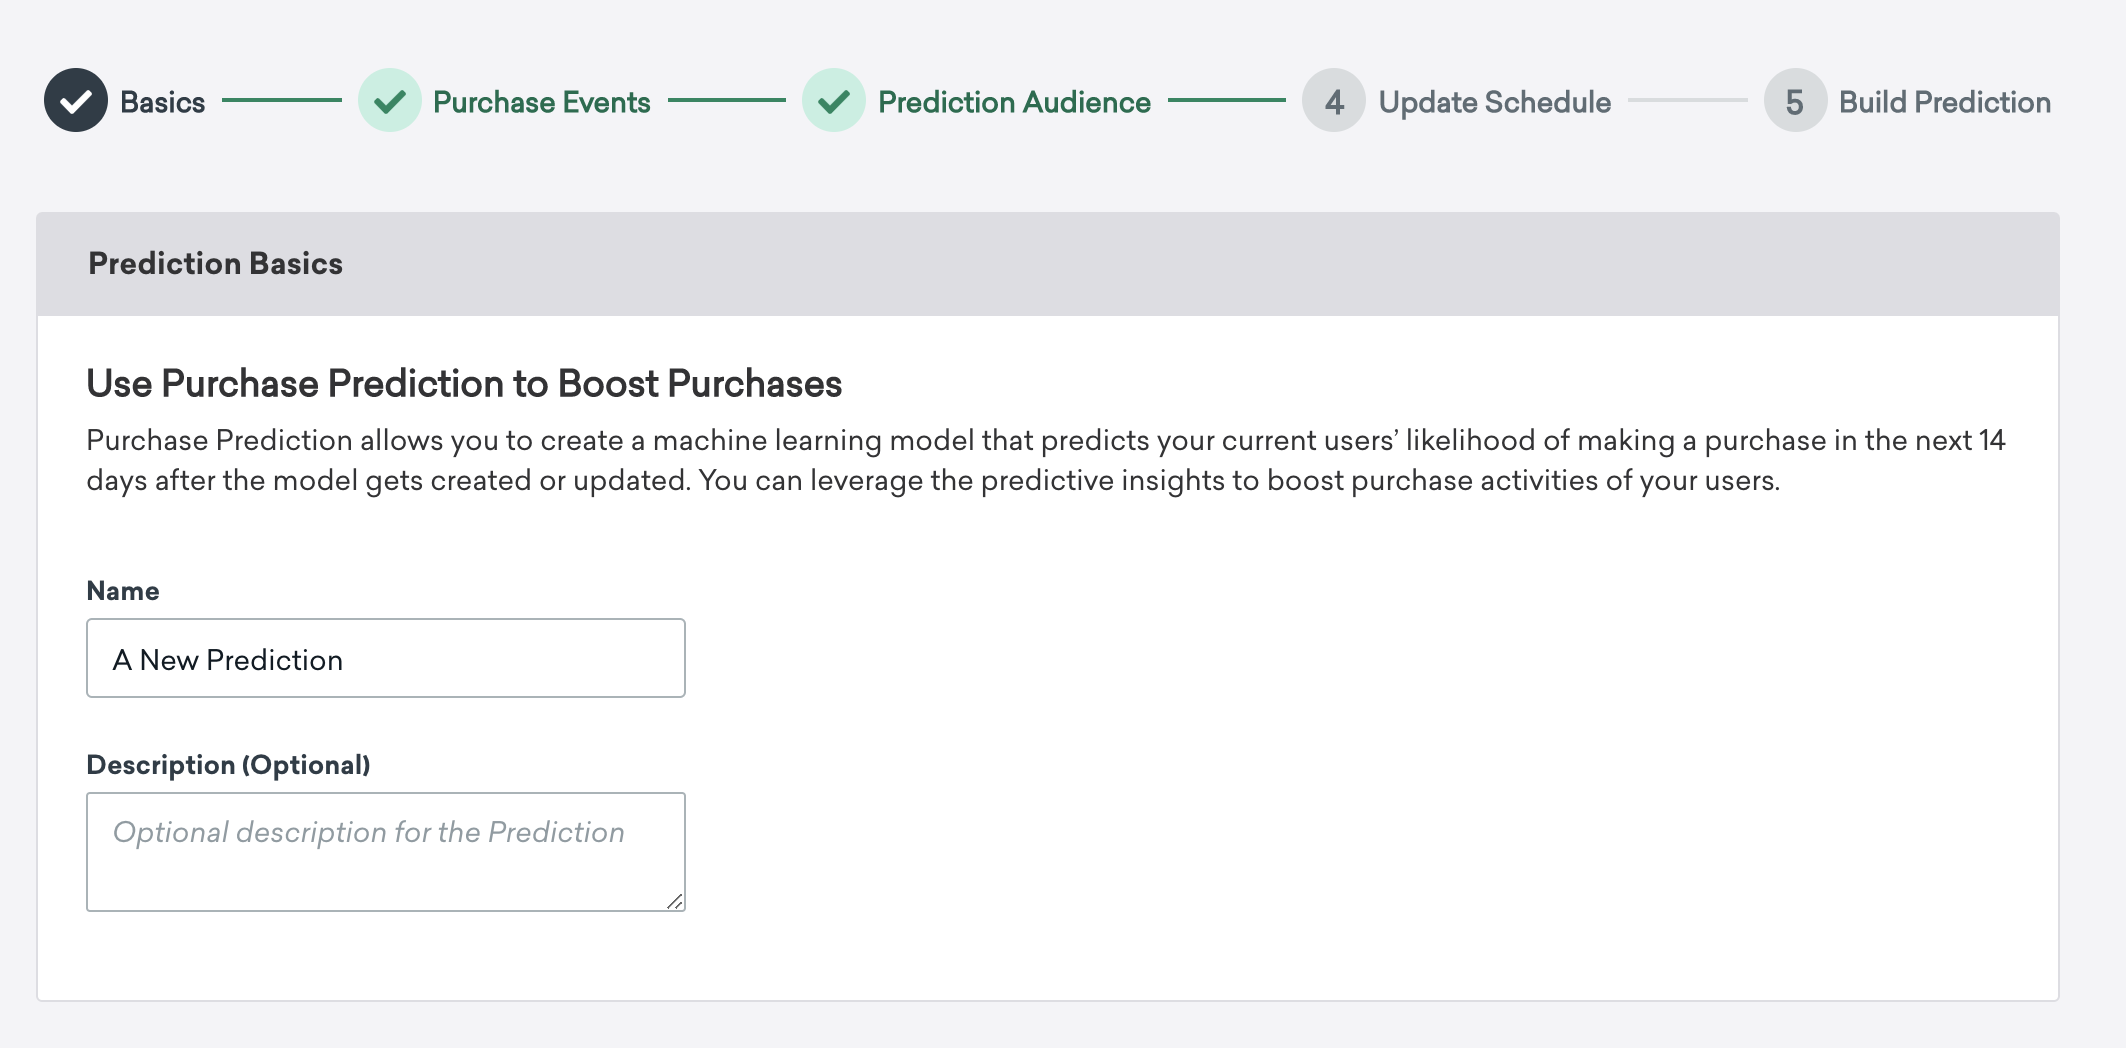 Basics
Purchase Events
Prediction Audience
4 Update Schedule
5 Build Prediction
Prediction Basics
Use Purchase Prediction to Boost Purchases
Purchase Prediction allows you to create a machine learning model that predicts your current users’ likelihood of making a purchase in the next 14
days after the model gets created or updated. You can leverage the predictive insights to boost purchase activities of your users.
Name
A New Prediction
Description (Optional)
Optional description for the Prediction